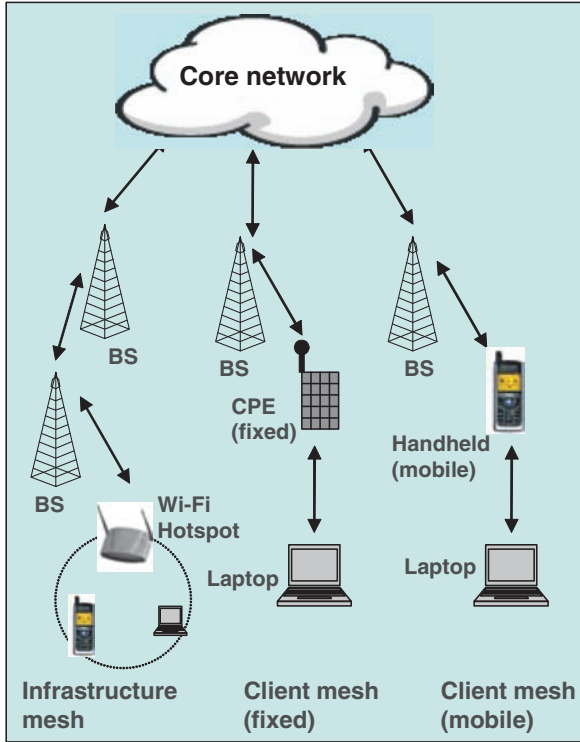 Core network
BS
BS
BS
BS
CPE
(fixed)
Handheld
(mobile)
Wi-Fi
Hotspot
Laptop
Laptop
Infrastructure
mesh
Client mesh
(fixed)
Client mesh
(mobile)